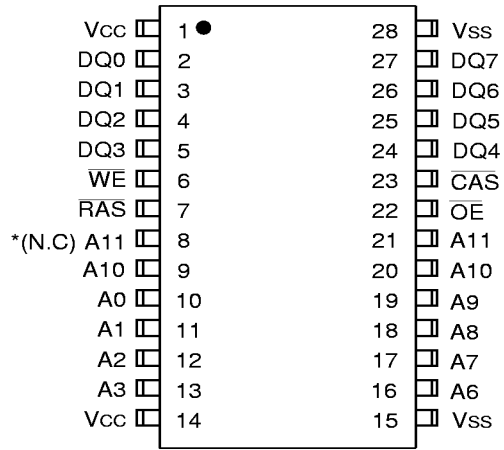 Vcc 1 28 Vss
DQ0 2 27 DQ7
DQ1 3 26 DQ6
DQ2 4 25 DQ5
DQ3 5 24 DQ4
WE 6 23 CAS
RAS 7 22 OE
*(N.C) A11 8 21 A11
A10 9 20 A10
A0 10 19 A9
A1 11 18 A8
A2 12 17 A7
A3 13 16 A6
Vcc 14 15 Vss